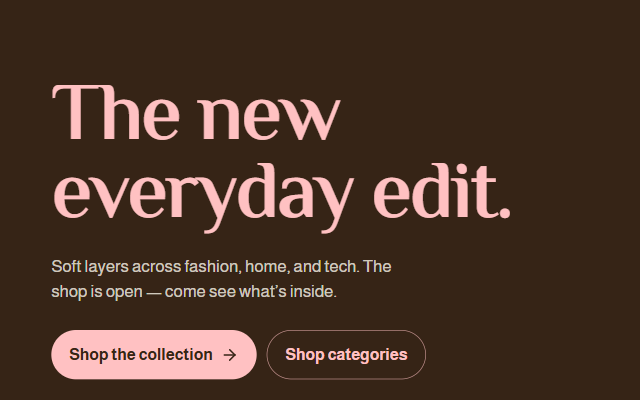 The new
everyday edit.
Soft layers across fashion, home, and tech. The
shop is open — come see what's inside.
Shop the collection →
Shop categories